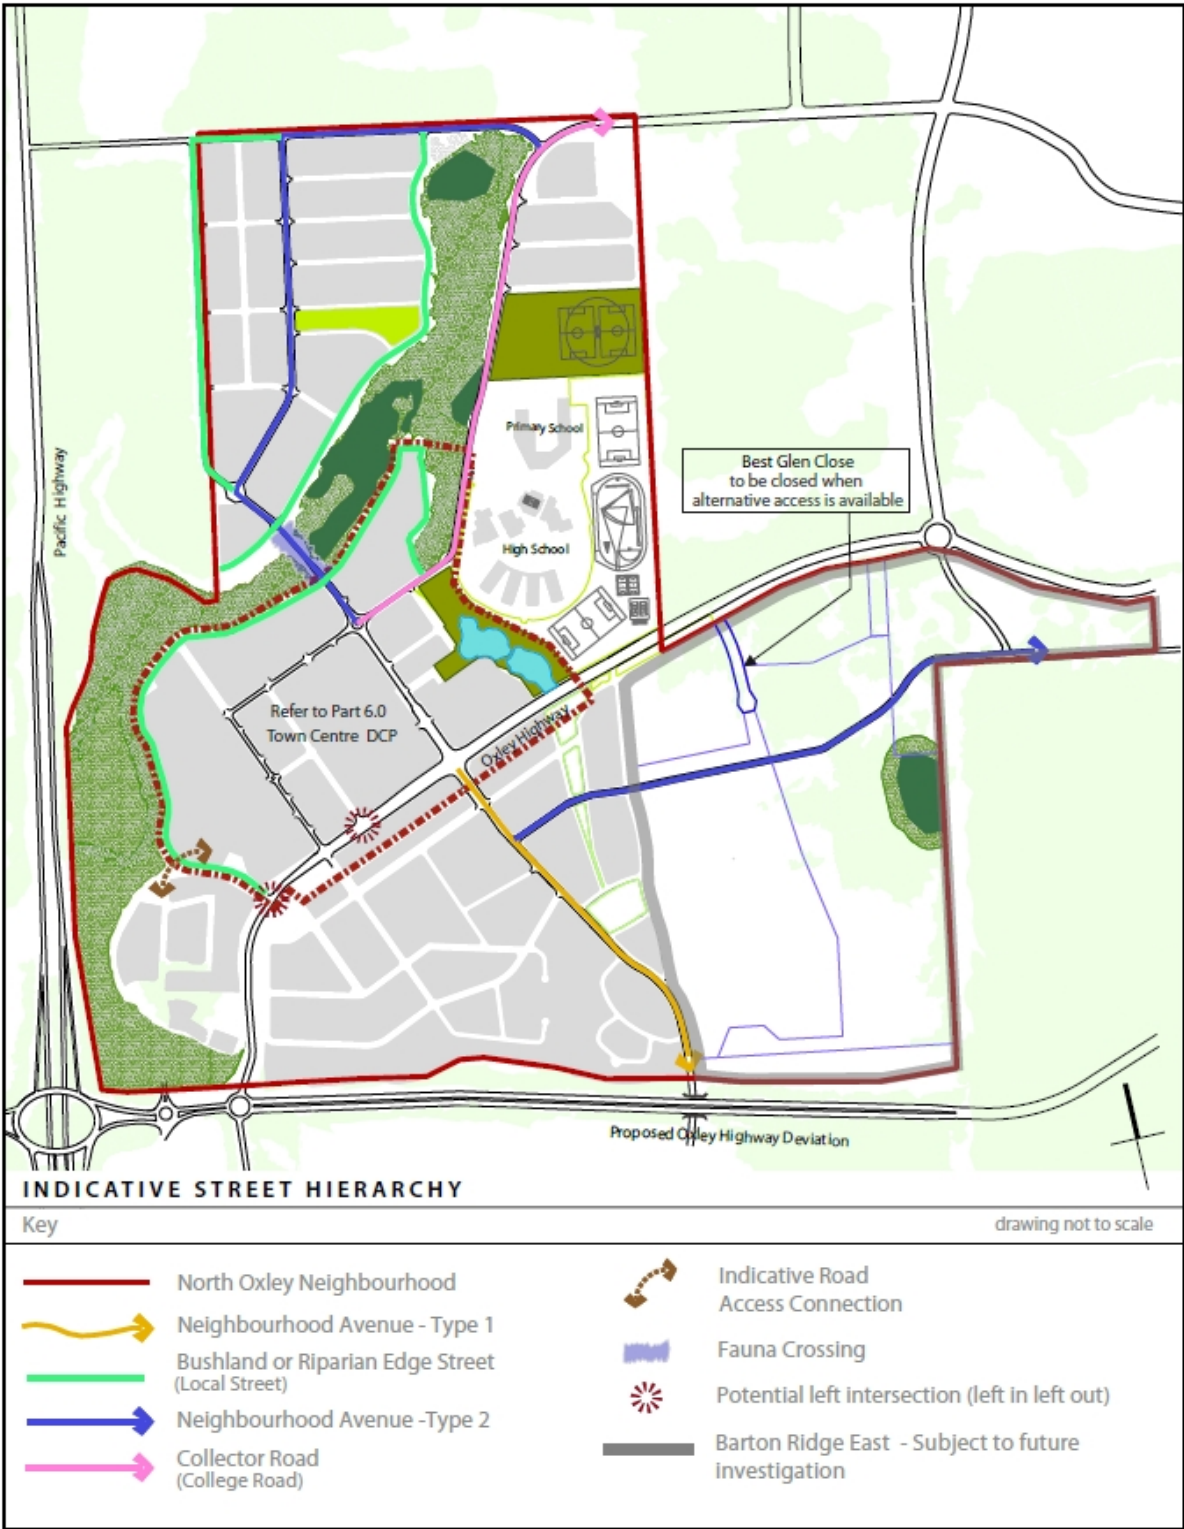 Primary School
Pacific Highway
Best Glen Close
to be closed when
alternative access is available
High School
Refer to Part 6.0
Town Centre DCP
Oxley Highway
Proposed Oxley Highway Deviation
INDICATIVE STREET HIERARCHY
Key
drawing not to scale
North Oxley Neighbourhood
Neighbourhood Avenue - Type 1
Bushland or Riparian Edge Street
(Local Street)
Neighbourhood Avenue -Type 2
Collector Road
(College Road)
Indicative Road
Access Connection
Fauna Crossing
Potential left intersection (left in left out)
Barton Ridge East - Subject to future
investigation